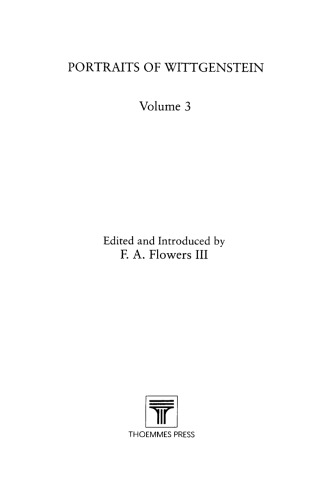 PORTRAITS OF WITTGENSTEIN
Volume 3
Edited and Introduced by
F. A. Flowers III
THOEMMES PRESS